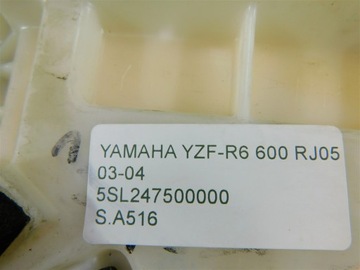 YAMAHA YZF-R6 600 RJ05
03-04
5SL247500000
S.A516